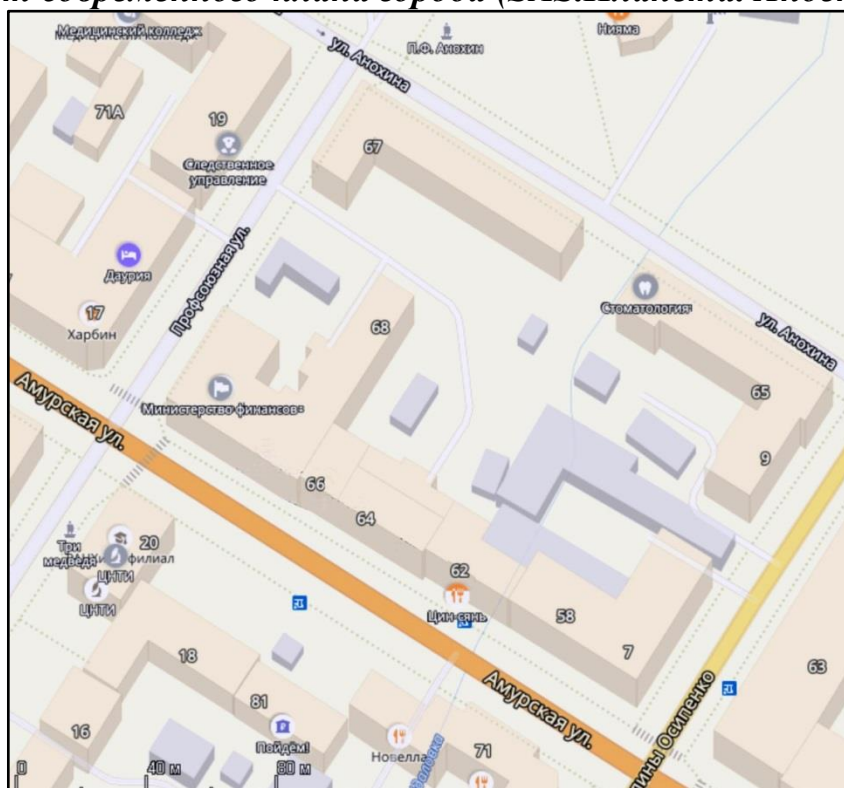 Медицинский колледж
П.Ф. Анохин
Нияма
ул. Анохина
71А
19
67
Следственное
управление
Профсоюзная ул.
Даурия
17
Харбин
68
Стоматология
ул. Анохина
65
9
Министерство финансов
Амурская ул.
66
64
62
Цин-сянь
58
7
63
Три
медведя
20
филиал
ЦНТИ
ЦНТИ
18
16
81
Пойдём!
Новелла
71
Амурская ул.
0
40 м
80 м